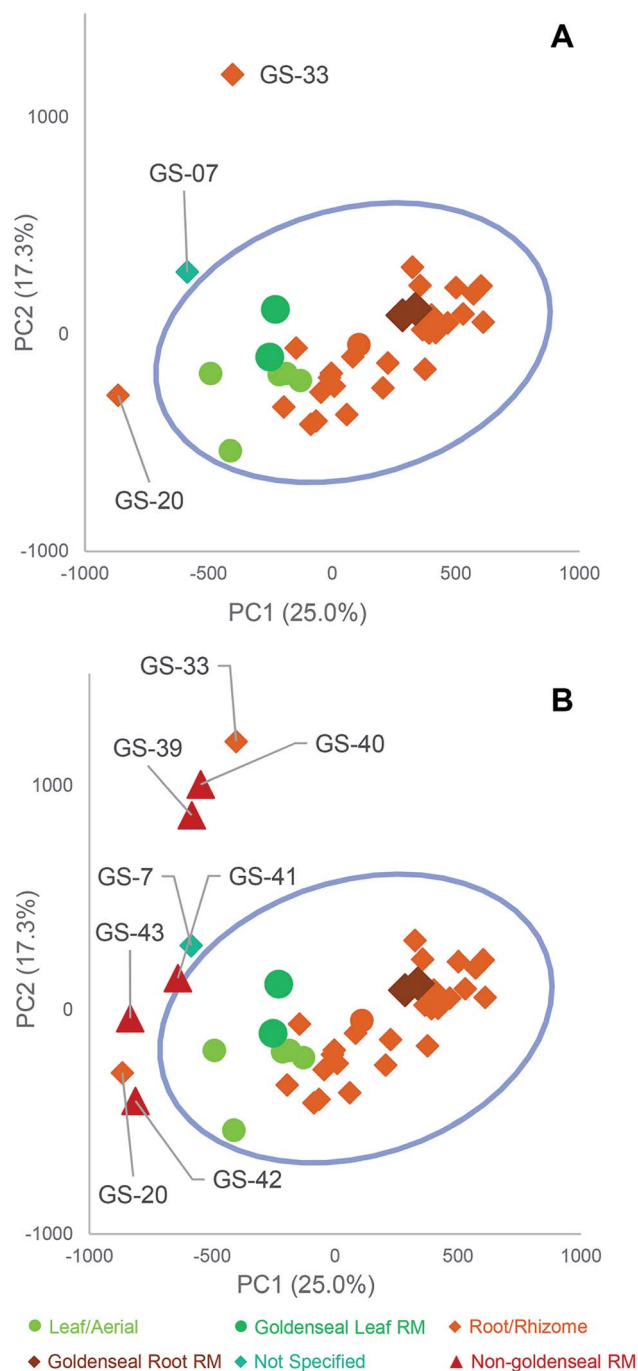 A
GS-33
1000
GS-07
PC2 (17.3%)
0
GS-20
-1000
-1000 -500 0 500 1000
PC1 (25.0%)
GS-33
B
GS-39
GS-40
1000
GS-7
GS-41
GS-43
PC2 (17.3%)
0
GS-42
GS-20
-1000
-1000 -500 0 500 1000
PC1 (25.0%)
Leaf/Aerial Goldenseal Leaf RM Root/Rhizome
Goldenseal Root RM Not Specified Non-goldenseal RM